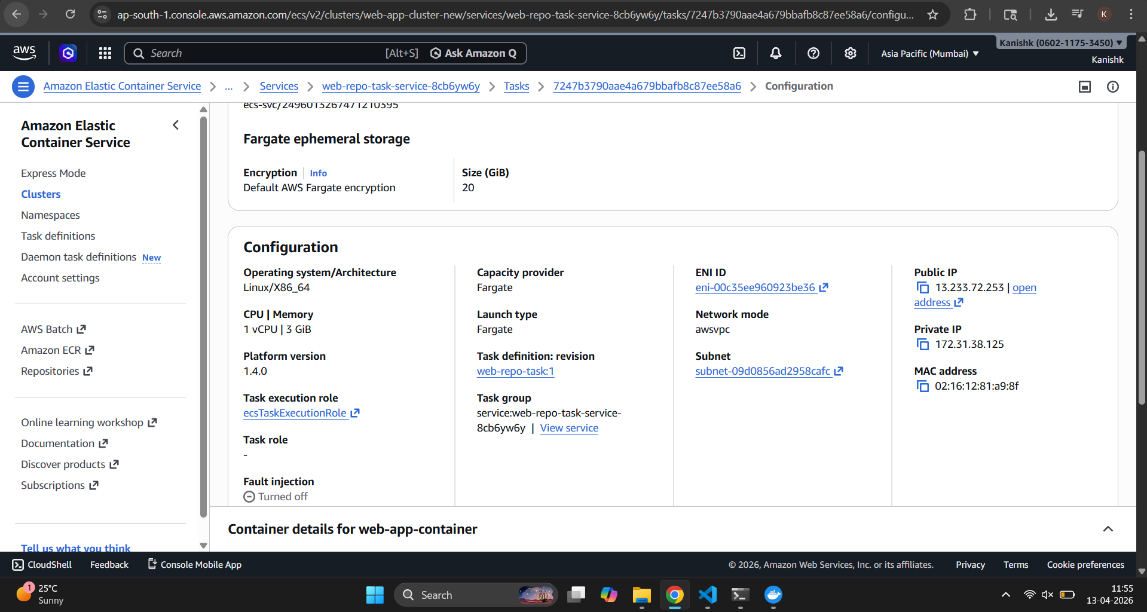 ap-south-1.console.aws.amazon.com/ecs/v2/clusters/web-app-cluster-new/services/web-repo-task-service-8cb6yw6y/tasks/7247b3790aae4a679bbafb8c87ee58a6/configu...
K
aws
Search [Alt+S] Ask Amazon Q
Asia Pacific (Mumbai)
Kanishk (0602-1175-3450)
Kanishk
Amazon Elastic Container Service > ... > Services > web-repo-task-service-8cb6yw6y > Tasks > 7247b3790aae4a679bbafb8c87ee58a6 > Configuration
Amazon Elastic
Container Service
Express Mode
Clusters
Namespaces
Task definitions
Daemon task definitions New
Account settings
AWS Batch
Amazon ECR
Repositories
Online learning workshop
Documentation
Discover products
Subscriptions
Tell us what you think
ecs-svc/2496013267471210395
Fargate ephemeral storage
Encryption | Info
Default AWS Fargate encryption
Size (GiB)
20
Configuration
Operating system/Architecture
Linux/X86_64
CPU | Memory
1 vCPU | 3 GiB
Platform version
1.4.0
Task execution role
ecsTaskExecutionRole
Task role
-
Fault injection
Turned off
Capacity provider
Fargate
Launch type
Fargate
Task definition: revision
web-repo-task:1
Task group
service:web-repo-task-service-
8cb6yw6y | View service
ENI ID
eni-00c35ee960923be36
Network mode
awsvpc
Subnet
subnet-09d0856ad2958cafc
Public IP
13.233.72.253 | open
address
Private IP
172.31.38.125
MAC address
02:16:12:81:a9:8f
Container details for web-app-container
CloudShell Feedback Console Mobile App
© 2026, Amazon Web Services, Inc. or its affiliates. Privacy Terms Cookie preferences
1
25°C
Sunny
Search
11:55
13-04-2026